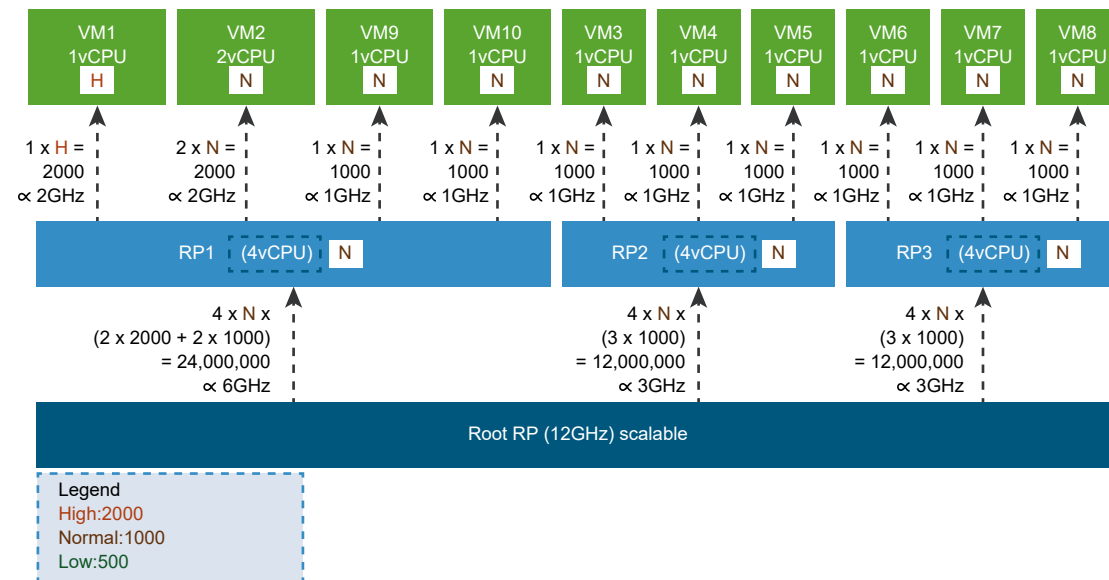 VM1
1vCPU
H
VM2
2vCPU
N
VM9
1vCPU
N
VM10
1vCPU
N
VM3
1vCPU
N
VM4
1vCPU
N
VM5
1vCPU
N
VM6
1vCPU
N
VM7
1vCPU
N
VM8
1vCPU
N
1 x H =
2000
∝ 2GHz
2 x N =
2000
∝ 2GHz
1 x N =
1000
∝ 1GHz
1 x N =
1000
∝ 1GHz
1 x N =
1000
∝ 1GHz
1 x N =
1000
∝ 1GHz
1 x N =
1000
∝ 1GHz
1 x N =
1000
∝ 1GHz
1 x N =
1000
∝ 1GHz
1 x N =
1000
∝ 1GHz
RP1 (4vCPU) N
RP2 (4vCPU) N
RP3 (4vCPU) N
4 x N x
(2 x 2000 + 2 x 1000)
= 24,000,000
∝ 6GHz
4 x N x
(3 x 1000)
= 12,000,000
∝ 3GHz
4 x N x
(3 x 1000)
= 12,000,000
∝ 3GHz
Root RP (12GHz) scalable
Legend
High:2000
Normal:1000
Low:500